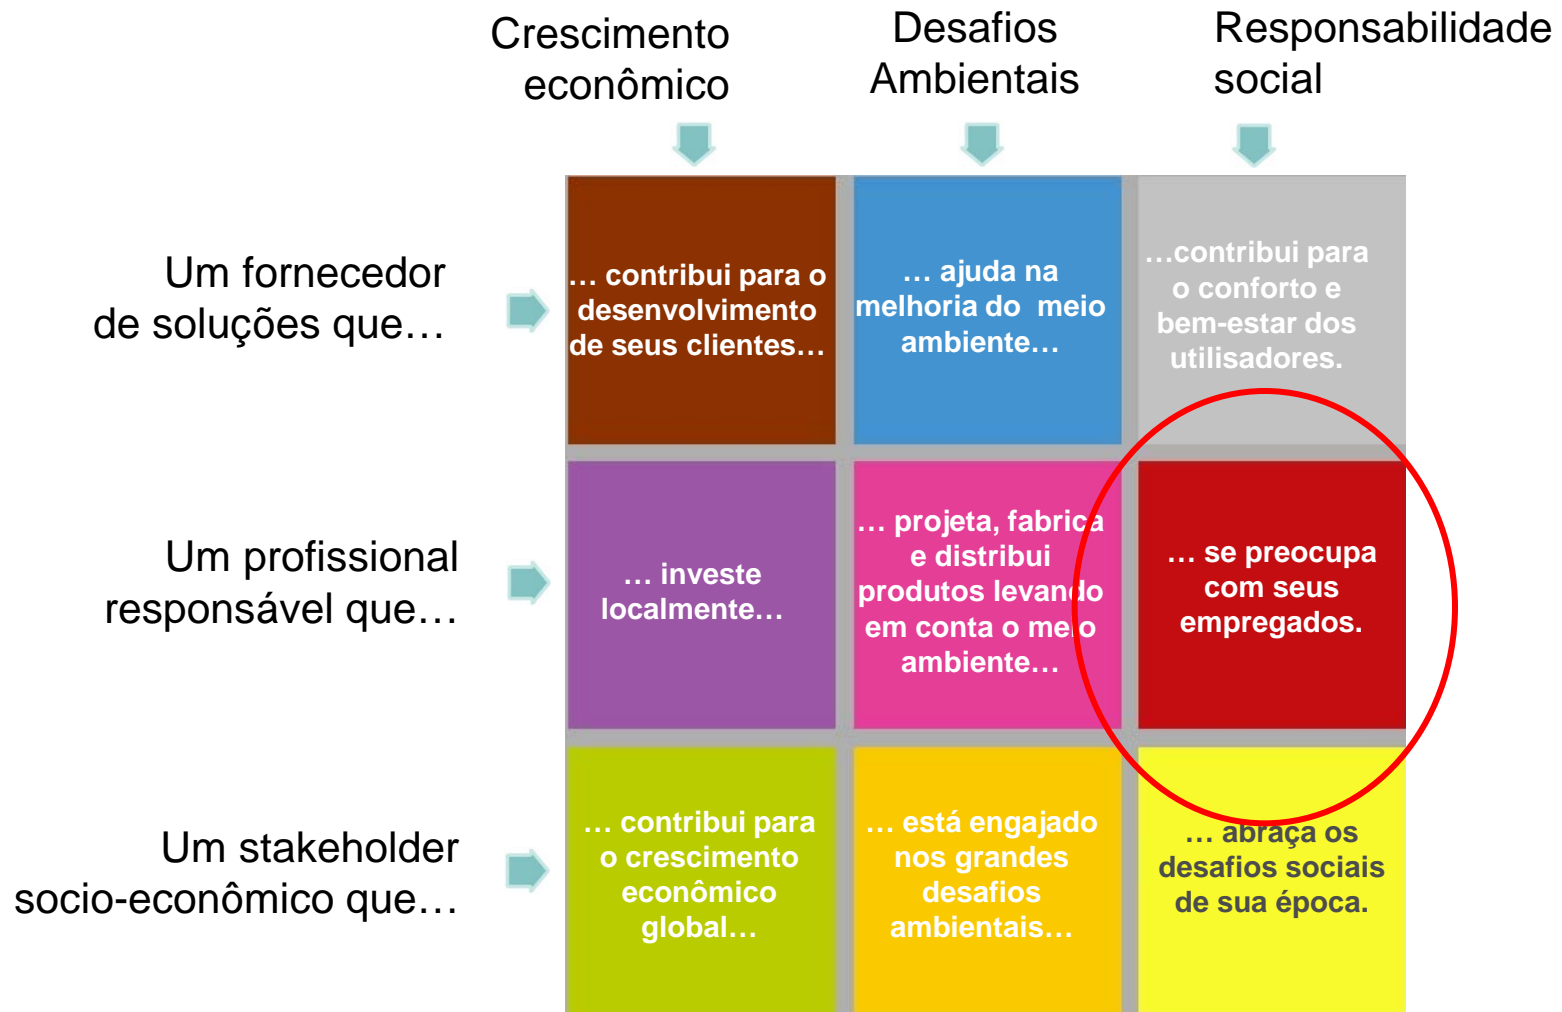 Crescimento
econômico
Desafios
Ambientais
Responsabilidade
social
Um fornecedor
de soluções que…
… contribui para o
desenvolvimento
de seus clientes…
… ajuda na
melhoria do meio
ambiente…
…contribui para
o conforto e
bem-estar dos
utilisadores.
Um profissional
responsável que…
… investe
localmente…
… projeta, fabrica
e distribui
produtos levando
em conta o meio
ambiente…
… se preocupa
com seus
empregados.
Um stakeholder
socio-econômico que…
… contribui para
o crescimento
econômico
global…
… está engajado
nos grandes
desafios
ambientais…
… abraça os
desafios sociais
de sua época.